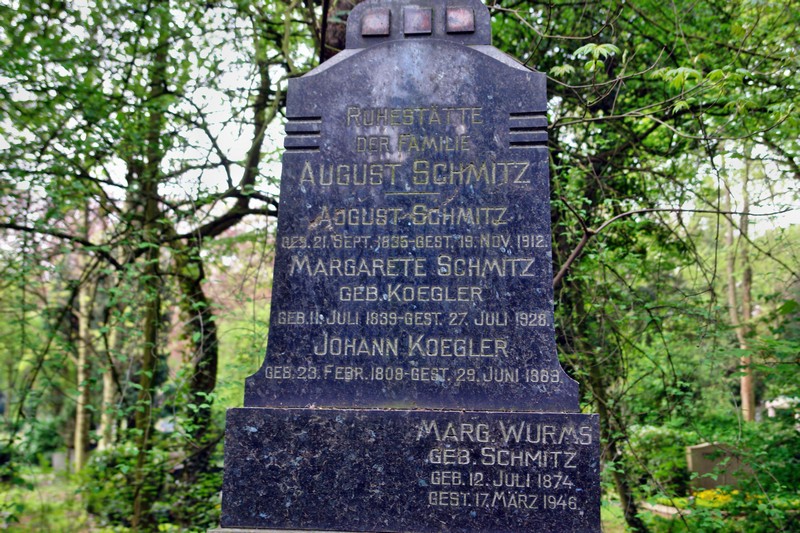 RUHESTÄTTE
DER FAMILIE
AUGUST SCHMITZ
AUGUST SCHMITZ
GEB. 21. SEPT. 1835-GEST. 19. NOV. 1912.
MARGARETE SCHMITZ
GEB. KOEGLER
GEB. 11. JULI 1839-GEST. 27. JULI 1928.
JOHANN KOEGLER
GEB. 23. FEBR. 1808-GEST. 29. JUNI 1889.
MARG. WURMS
GEB. SCHMITZ
GEB. 12. JULI 1874.
GEST. 17. MÄRZ 1946.